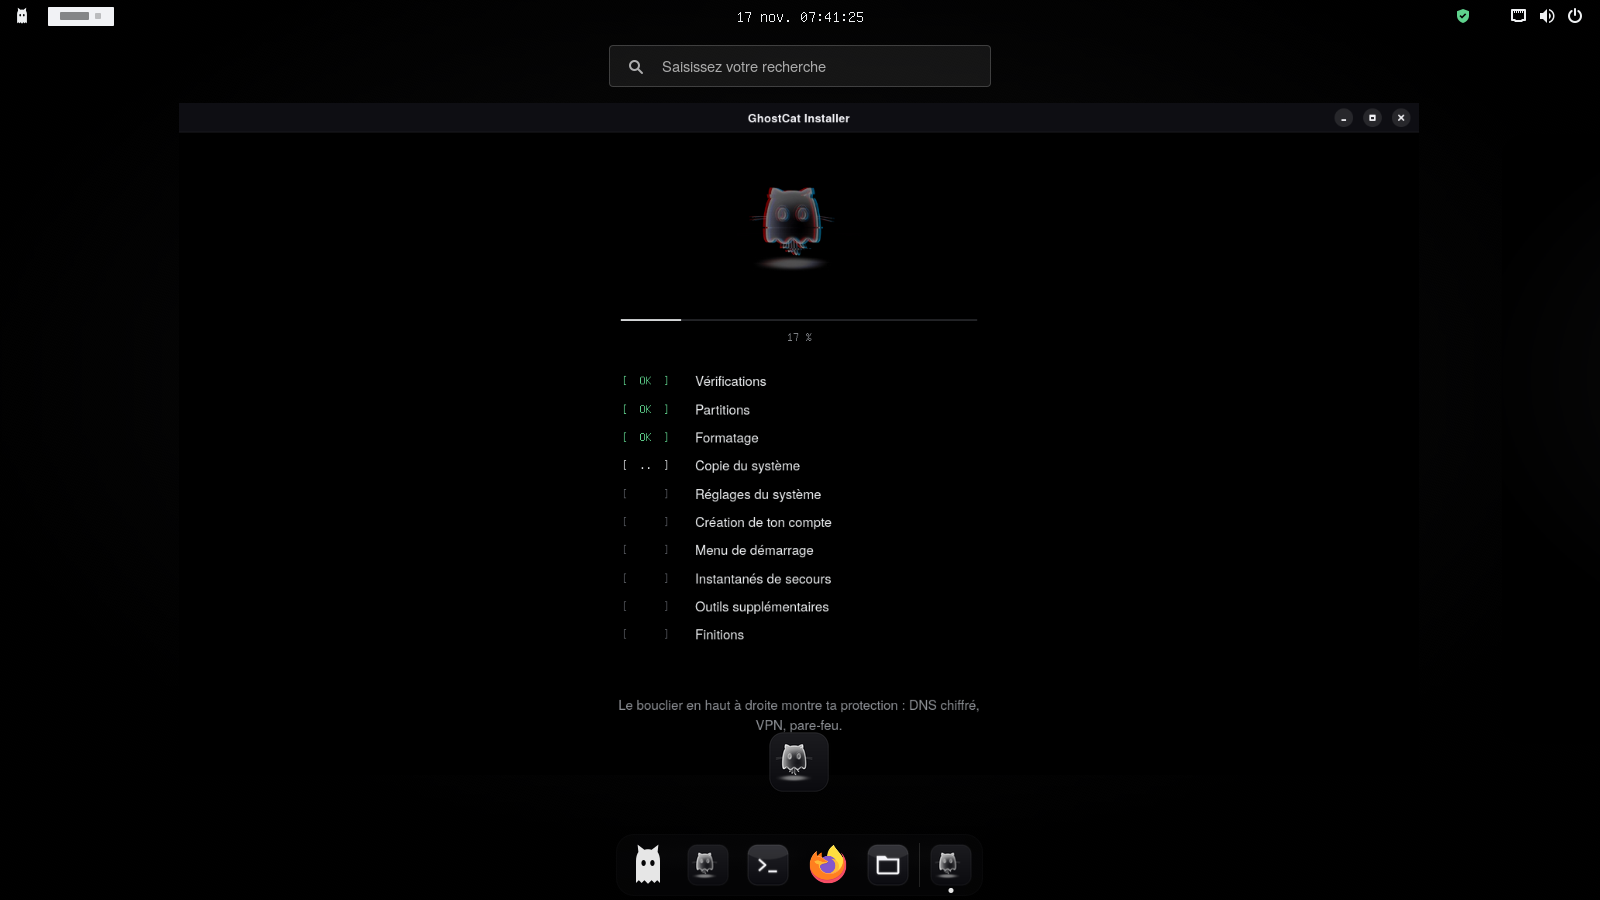 17 nov. 07:41:25
Saisissez votre recherche
GhostCat Installer
17 %
[ OK ] Vérifications
[ OK ] Partitions
[ OK ] Formatage
[ .. ] Copie du système
[ ] Réglages du système
[ ] Création de ton compte
[ ] Menu de démarrage
[ ] Instantanés de secours
[ ] Outils supplémentaires
[ ] Finitions
Le bouclier en haut à droite montre ta protection : DNS chiffré,
VPN, pare-feu.